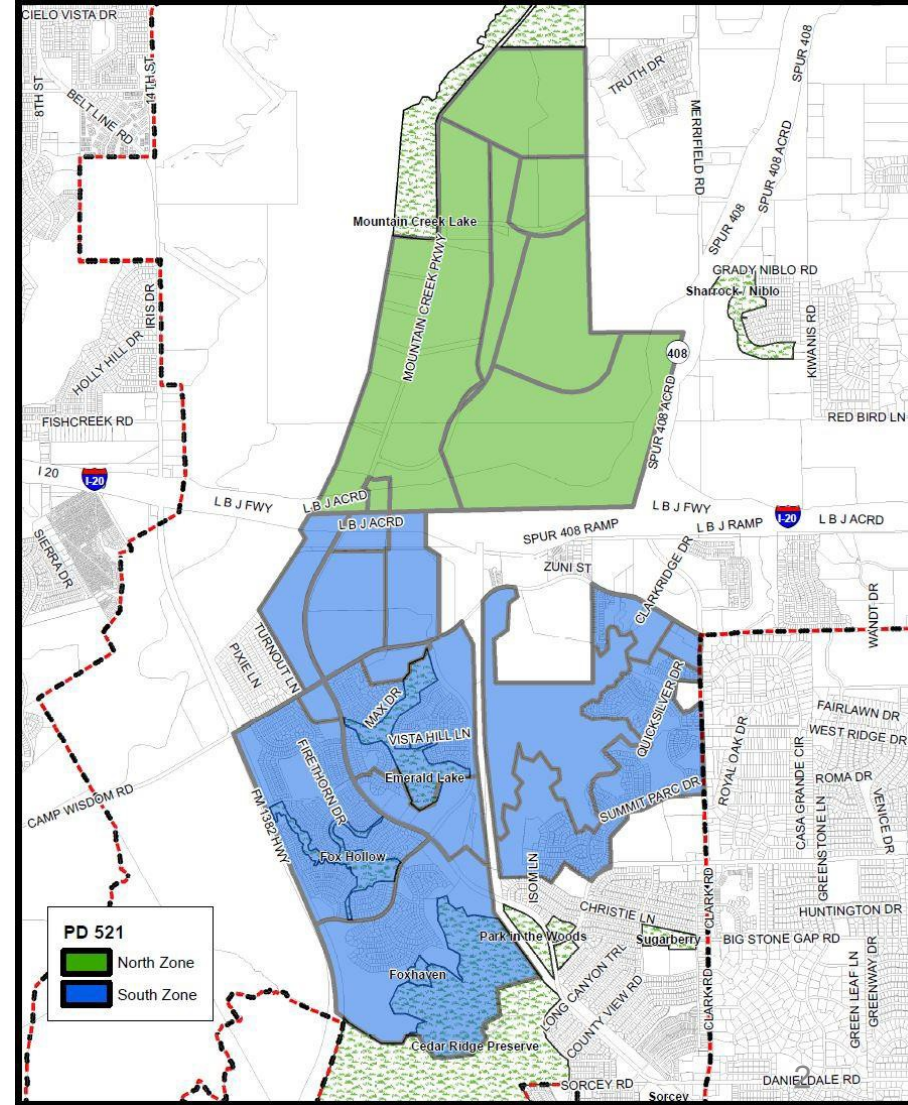 CIELO VISTA DR
8TH ST
14TH ST
BELT LINE RD
TRUTH DR
MERRIFIELD RD
SPUR 408
SPUR 408 ACRD
SPUR 408
Mountain Creek Lake
MOUNTAIN CREEK PKWY
GRADY NIBLO RD
Sharrock / Niblo
KIWANIS RD
IRIS DR
HOLLY HILL DR
408
SPUR 408 ACRD
FISHCREEK RD
RED BIRD LN
I 20
I-20
L B J FWY
L B J ACRD
L B J ACRD
L B J FWY
I-20
SPUR 408 RAMP
L B J RAMP
L B J ACRD
SIERRA DR
ZUNI ST
CLARKRIDGE DR
WANDT DR
TURNOUT LN
PIXIE LN
MAX DR
VISTA HILL LN
QUICKSILVER DR
ROYAL OAK DR
CASA GRANDE CIR
FAIRLAWN DR
WEST RIDGE DR
Emerald Lake
FIRETHORN DR
ROMA DR
GREENSTONE LN
VENICE DR
SUMMIT PARC DR
CAMP WISDOM RD
FM 1382 HWY
Fox Hollow
ISOM LN
CHRISTIE LN
CLARK RD
HUNTINGTON DR
PD 521
North Zone
South Zone
Park in the Woods
Sugarberry
BIG STONE GAP RD
Foxhaven
LONG CANYON TRL
COUNTY VIEW RD
CLARK RD
GREEN LEAF LN
GREENWAY DR
Cedar Ridge Preserve
SORCEY RD
DANIELDALE RD
2
Sorcey